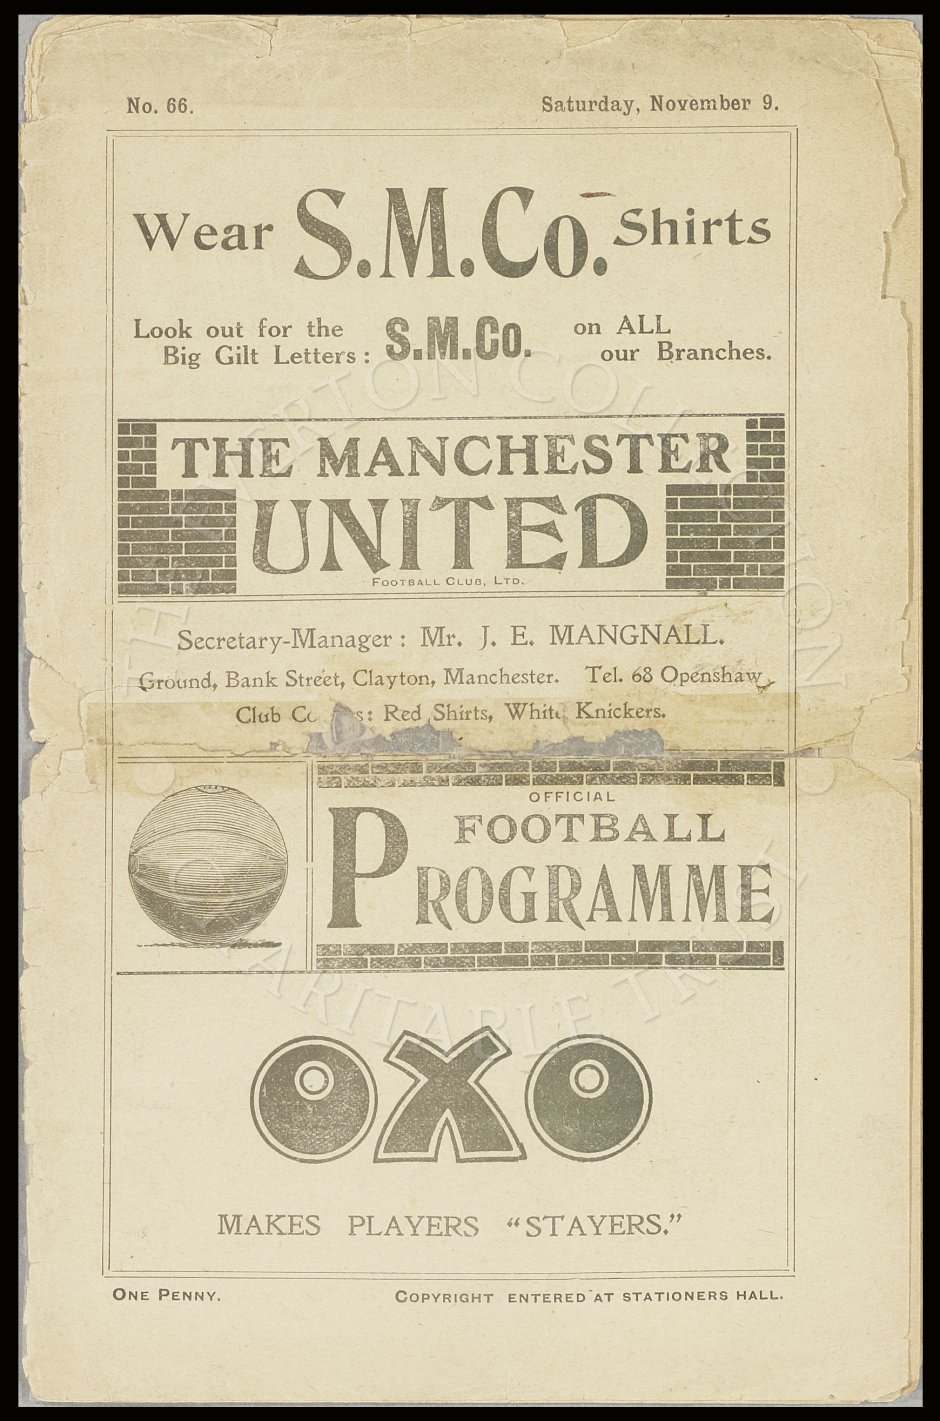 No. 66. Saturday, November 9.
Wear S.M.Co. Shirts
Look out for the
Big Gilt Letters: S.M.Co. on ALL
our Branches.
THE MANCHESTER
UNITED
FOOTBALL CLUB, LTD.
Secretary-Manager: Mr. J. E. MANGNALL.
Ground, Bank Street, Clayton, Manchester. Tel. 68 Openshaw.
Club Red Shirts, White Knickers.
OFFICIAL
FOOTBALL
PROGRAMME
OXO
MAKES PLAYERS "STAYERS."
ONE PENNY. COPYRIGHT ENTERED AT STATIONERS HALL.